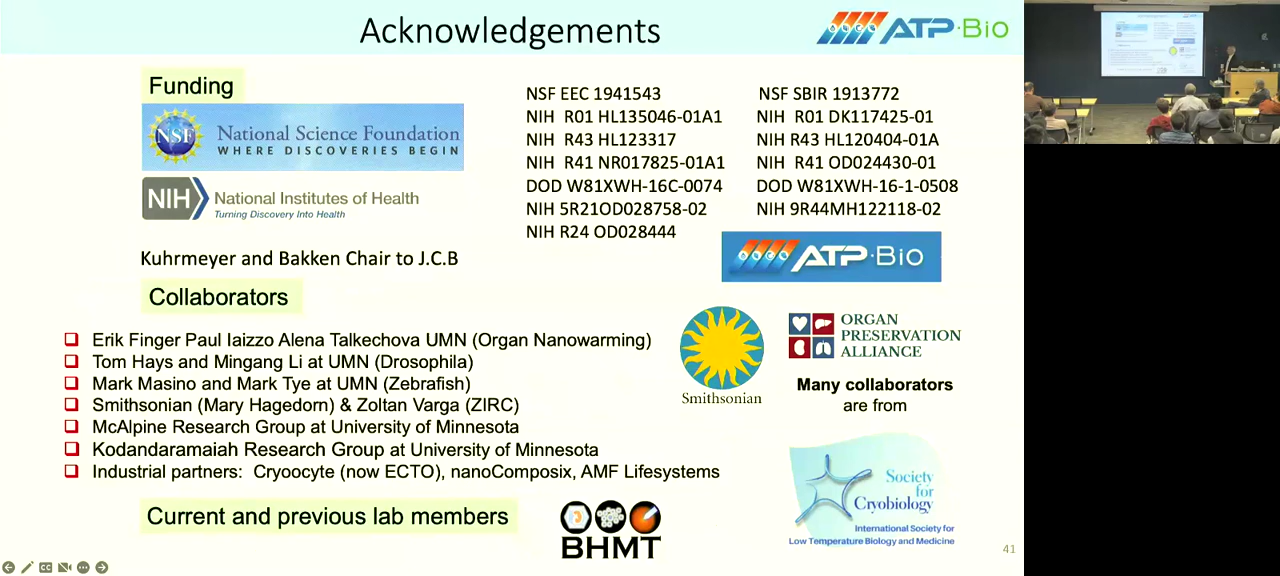 Acknowledgements
ATP-Bio
Funding
NSF
National Science Foundation
WHERE DISCOVERIES BEGIN
NIH
National Institutes of Health
Turning Discovery Into Health
NSF EEC 1941543
NIH R01 HL135046-01A1
NIH R43 HL123317
NIH R41 NR017825-01A1
DOD W81XWH-16C-0074
NIH 5R21OD028758-02
NIH R24 OD028444
NSF SBIR 1913772
NIH R01 DK117425-01
NIH R43 HL120404-01A
NIH R41 OD024430-01
DOD W81XWH-16-1-0508
NIH 9R44MH122118-02
ATP-Bio
Kuhrmeyer and Bakken Chair to J.C.B
Collaborators
Erik Finger Paul Iaizzo Alena Talkechova UMN (Organ Nanowarming)
Tom Hays and Mingang Li at UMN (Drosophila)
Mark Masino and Mark Tye at UMN (Zebrafish)
Smithsonian (Mary Hagedorn) & Zoltan Varga (ZIRC)
McAlpine Research Group at University of Minnesota
Kodandaramaiah Research Group at University of Minnesota
Industrial partners: Cryoocyte (now ECTO), nanoComposix, AMF Lifesystems
Smithsonian
ORGAN
PRESERVATION
ALLIANCE
Many collaborators
are from
Society
for
Cryobiology
International Society for
Low Temperature Biology and Medicine
Current and previous lab members
BHMT
41